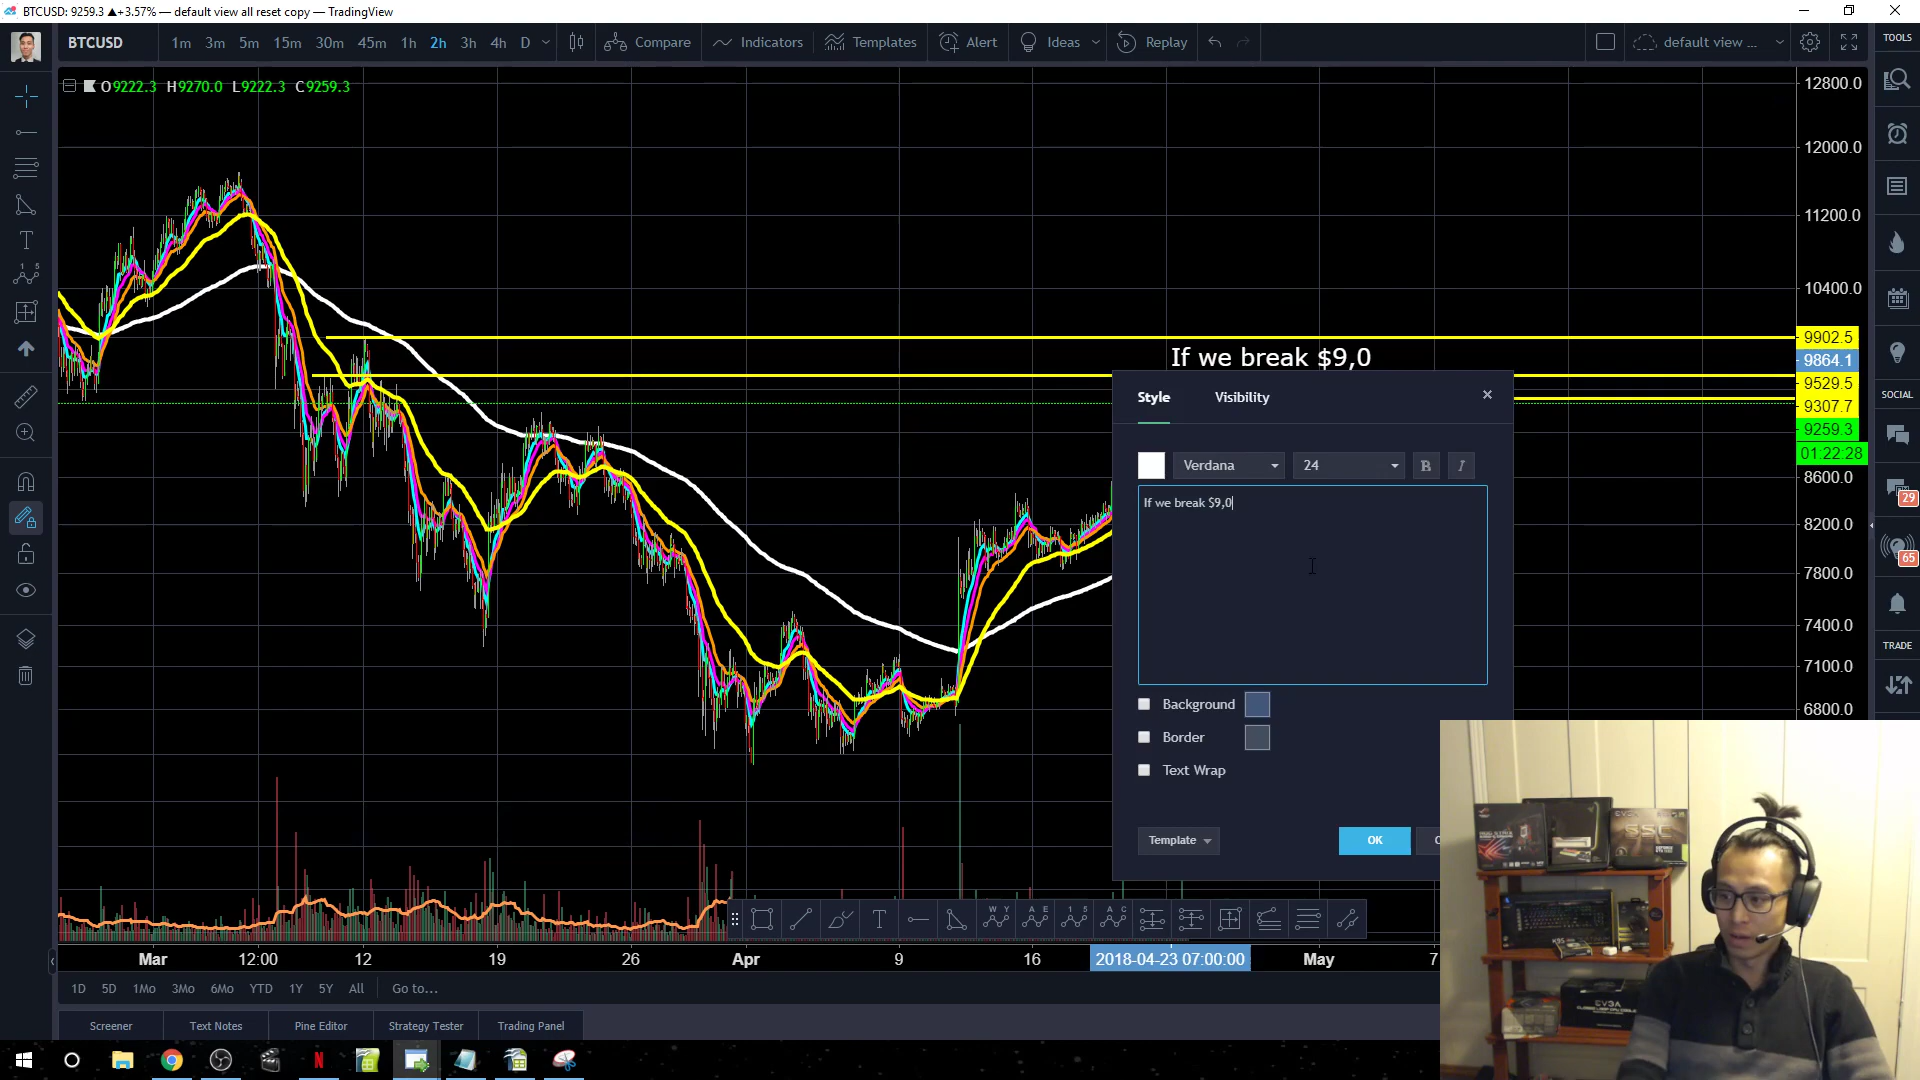 BTCUSD: 9259.3 ▲+3.57% — default view all reset copy — TradingView
BTCUSD 1m 3m 5m 15m 30m 45m 1h 2h 3h 4h D Compare Indicators Templates Alert Ideas Replay default view ...
TOOLS
O9222.3 H9270.0 L9222.3 C9259.3
12800.0
12000.0
11200.0
10400.0
9902.5
If we break $9,0
9864.1
9529.5
9307.7
9259.3
01:22:28
8600.0
8200.0
7800.0
7400.0
7100.0
6800.0
SOCIAL
29
65
TRADE
Style Visibility
Verdana 24 B I
If we break $9,0
Background
Border
Text Wrap
Template OK C
Mar 12:00 12 19 26 Apr 9 16 2018-04-23 07:00:00 May 7
1D 5D 1Mo 3Mo 6Mo YTD 1Y 5Y All Go to...
Screener Text Notes Pine Editor Strategy Tester Trading Panel